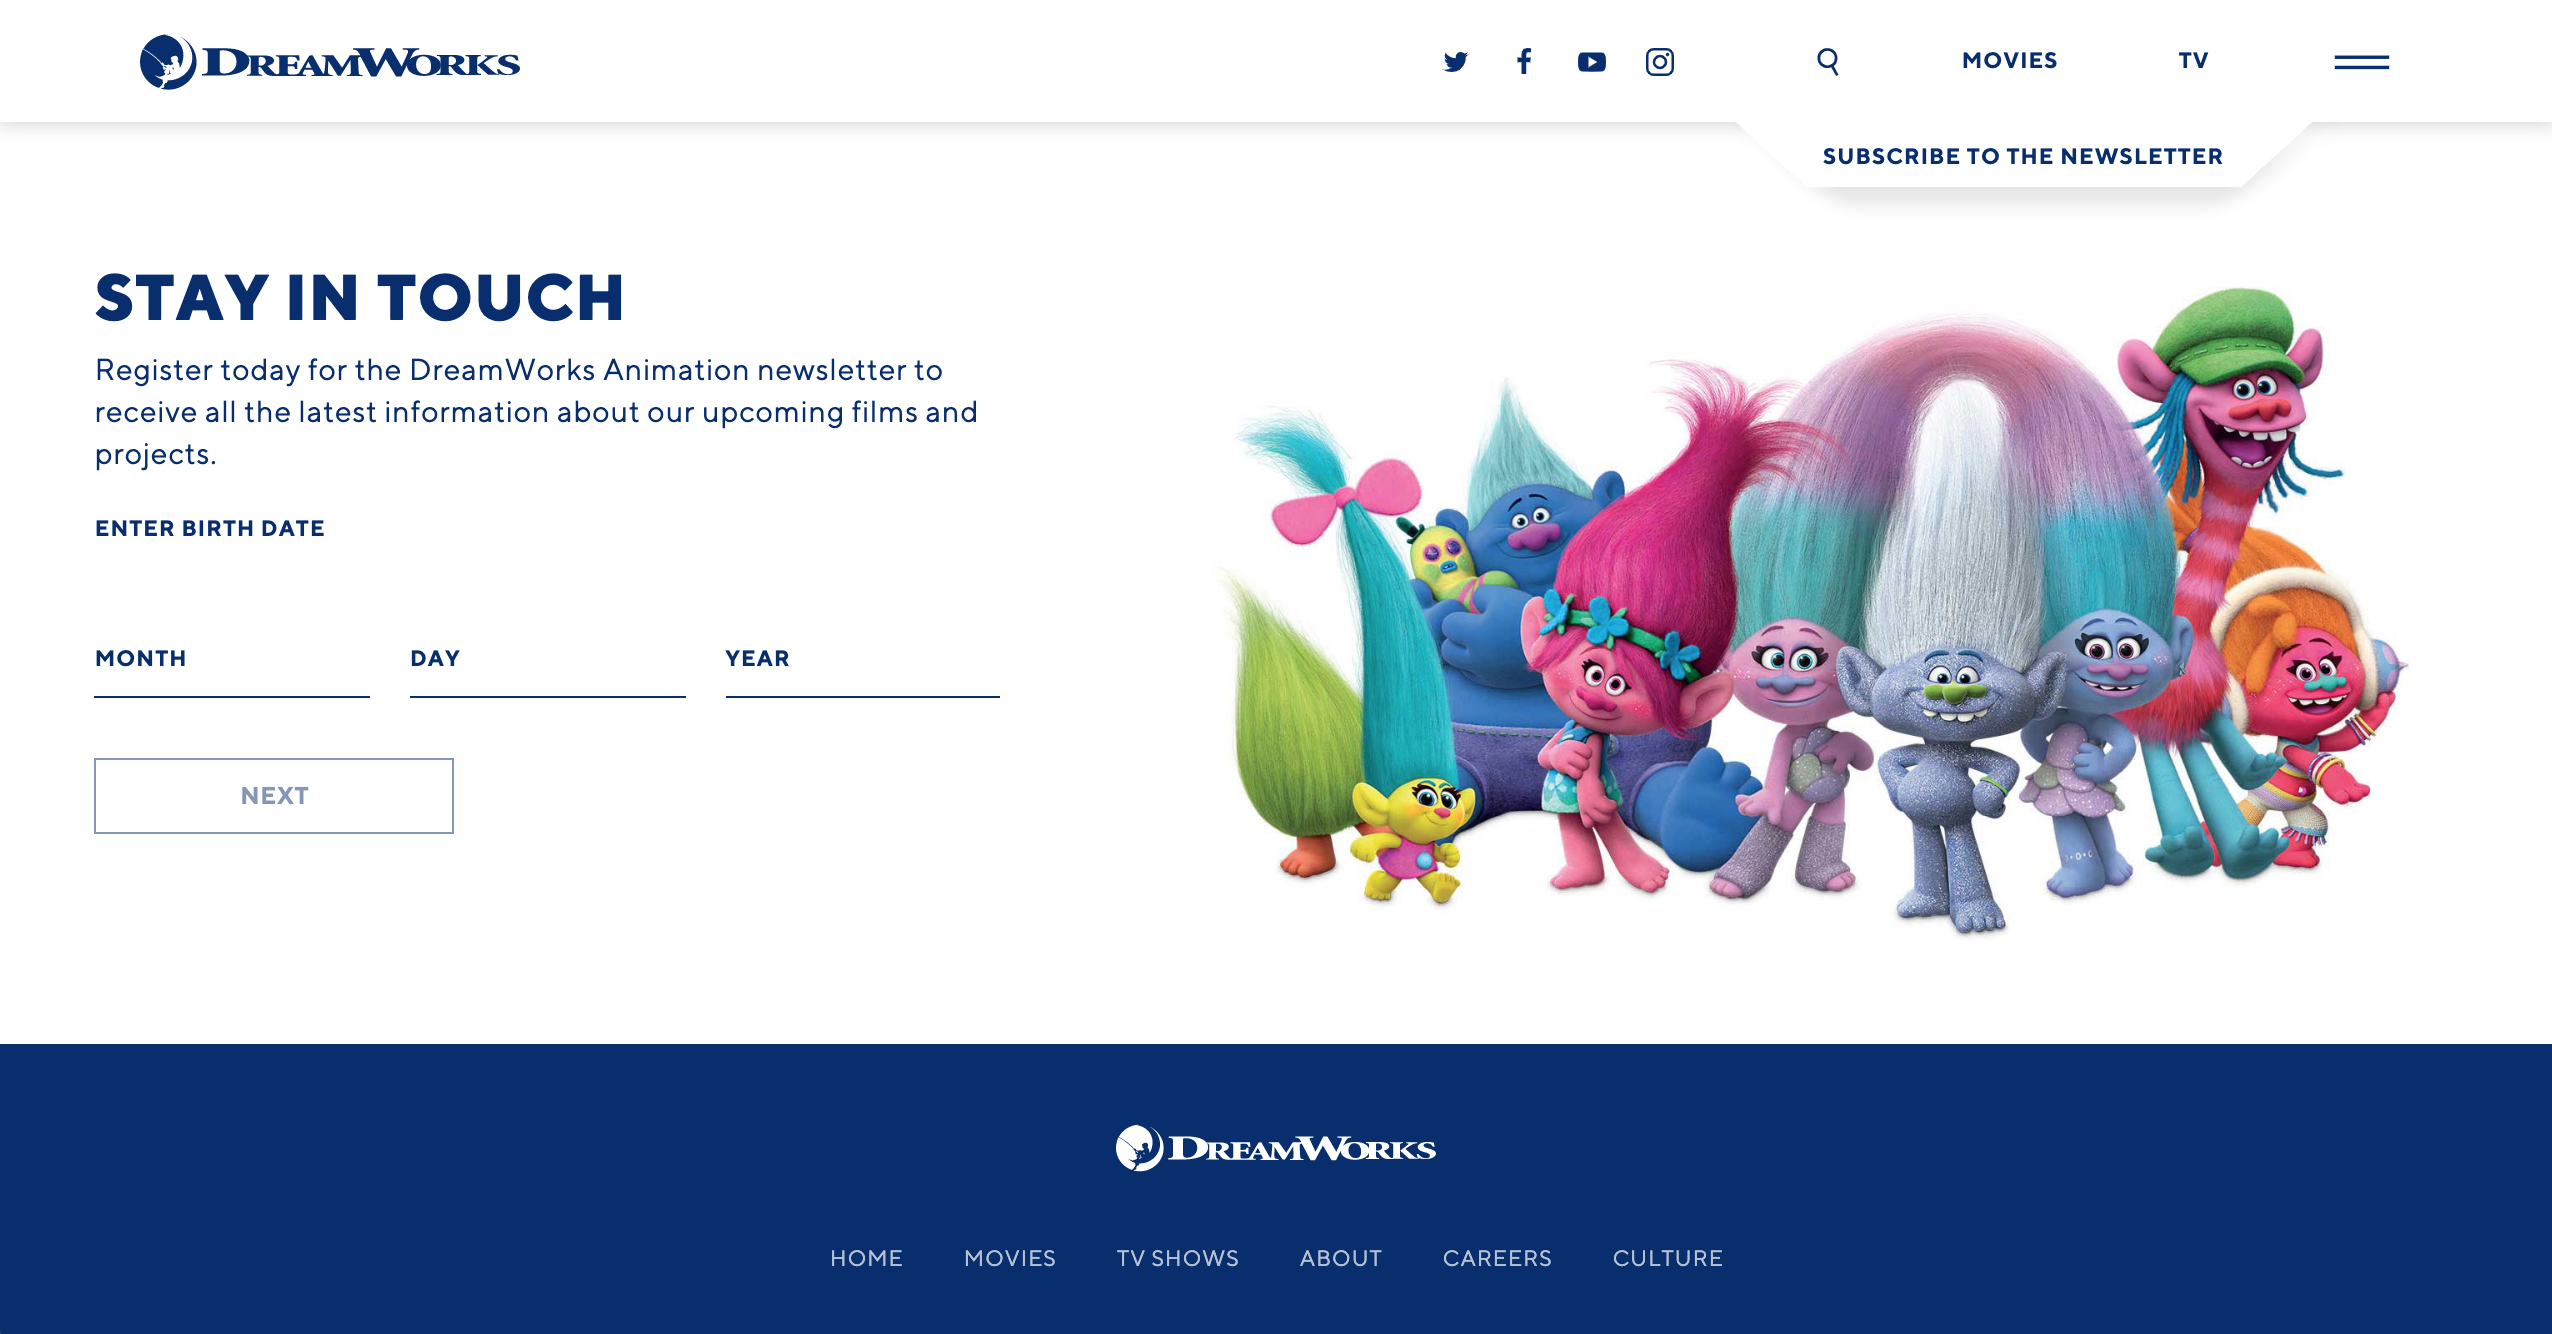 DREAMWORKS
MOVIES
TV
SUBSCRIBE TO THE NEWSLETTER
STAY IN TOUCH
Register today for the DreamWorks Animation newsletter to
receive all the latest information about our upcoming films and
projects.
ENTER BIRTH DATE
MONTH
DAY
YEAR
NEXT
DREAMWORKS
HOME
MOVIES
TV SHOWS
ABOUT
CAREERS
CULTURE